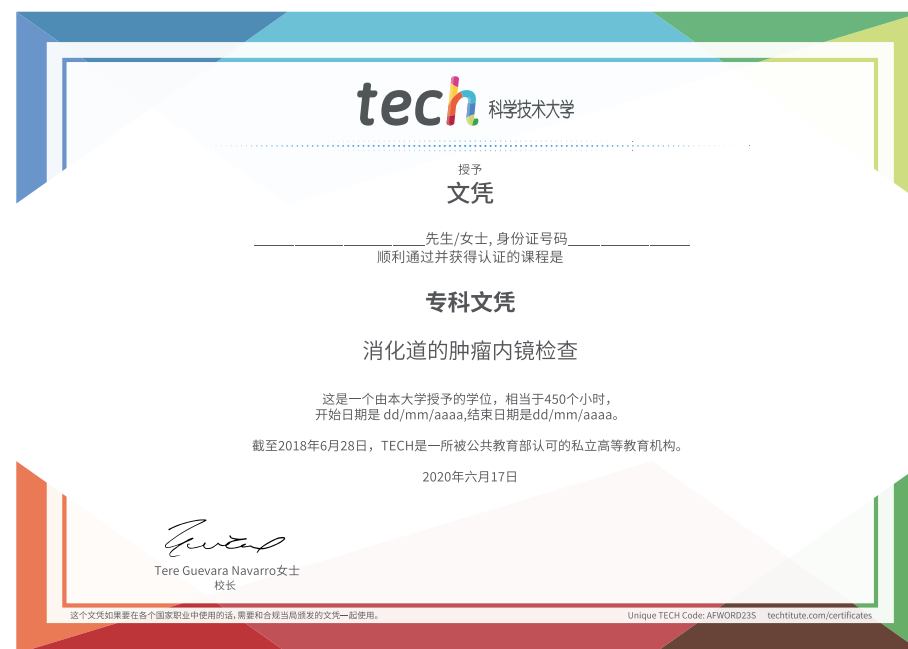 tech 科学技术大学
授予
文凭
先生/女士, 身份证号码
顺利通过并获得认证的课程是
专科文凭
消化道的肿瘤内镜检查
这是一个由本大学授予的学位，相当于450个小时，
开始日期是 dd/mm/aaaa,结束日期是dd/mm/aaaa。
截至2018年6月28日，TECH是一所被公共教育部认可的私立高等教育机构。
2020年六月17日
Tere Guevara Navarro女士
校长
这个文凭如果要在各个国家职业中使用的话,需要和合规当局颁发的文凭一起使用。
Unique TECH Code: AFWORD23S techtitute.com/certificates